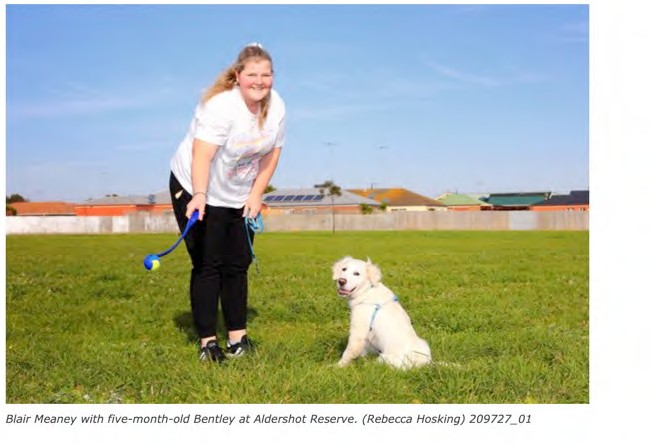 Blair Meaney with five-month-old Bentley at Aldershot Reserve. (Rebecca Hosking) 209727_01